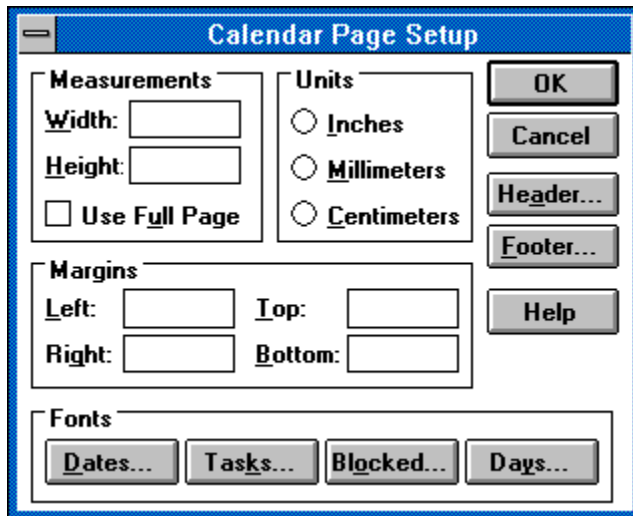 Calendar Page Setup
Measurements
Width:
Height:
Use Full Page
Units
Inches
Millimeters
Centimeters
OK
Cancel
Header...
Footer...
Help
Margins
Left:
Top:
Right:
Bottom:
Fonts
Dates...
Tasks...
Blocked...
Days...